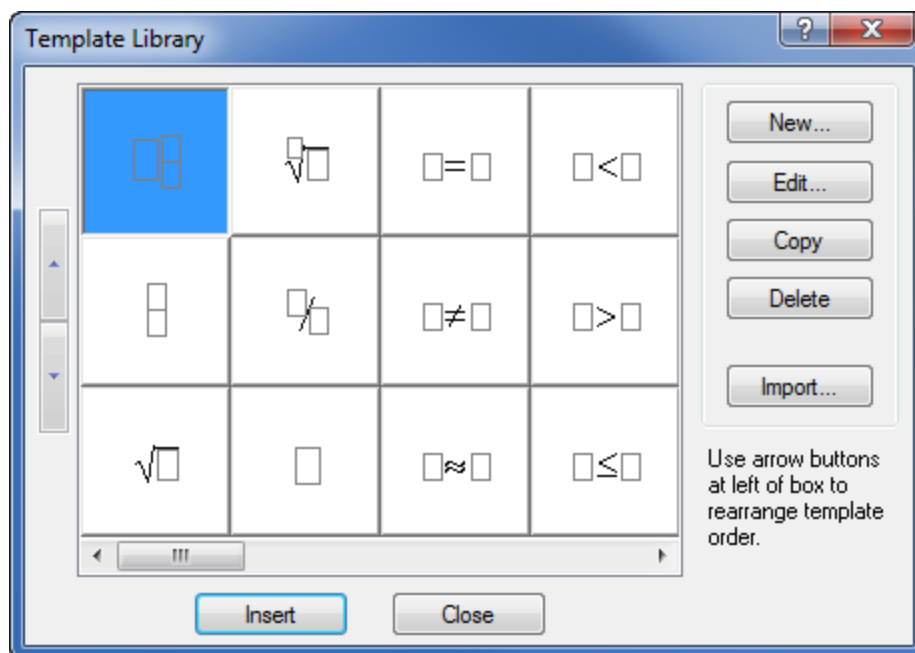 Template Library
New...
□=□
□<□
Edit...
Copy
□≠□
□>□
Delete
Import...
√□
□≈□
□≤□
Use arrow buttons
at left of box to
rearrange template
order.
Insert
Close